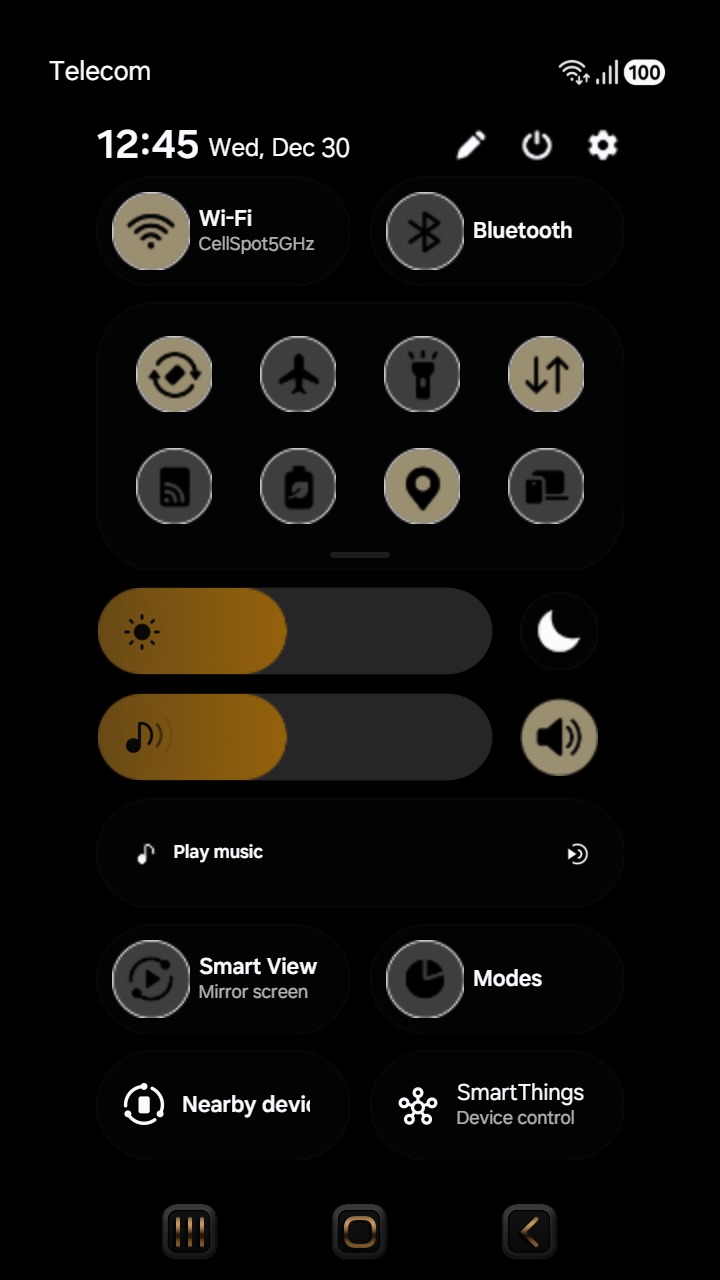 Telecom
100
12:45 Wed, Dec 30
Wi-Fi
CellSpot5GHz
Bluetooth
Play music
Smart View
Mirror screen
Modes
Nearby devi
SmartThings
Device control